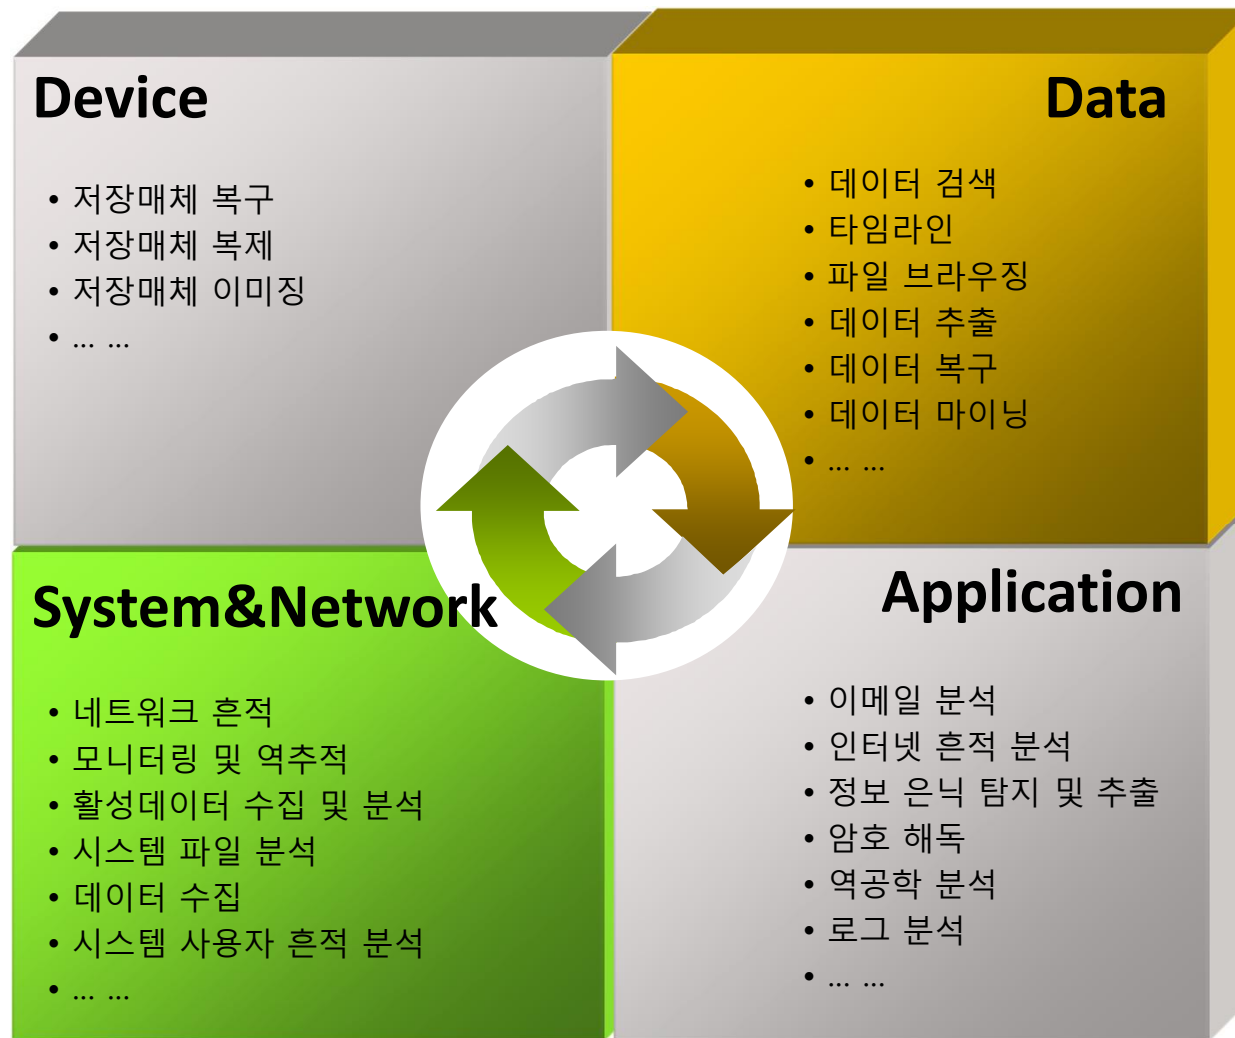 Device
• 저장매체 복구
• 저장매체 복제
• 저장매체 이미징
• ... ...
Data
• 데이터 검색
• 타임라인
• 파일 브라우징
• 데이터 추출
• 데이터 복구
• 데이터 마이닝
• ... ...
System&Network
• 네트워크 흔적
• 모니터링 및 역추적
• 활성데이터 수집 및 분석
• 시스템 파일 분석
• 데이터 수집
• 시스템 사용자 흔적 분석
• ... ...
Application
• 이메일 분석
• 인터넷 흔적 분석
• 정보 은닉 탐지 및 추출
• 암호 해독
• 역공학 분석
• 로그 분석
• ... ...